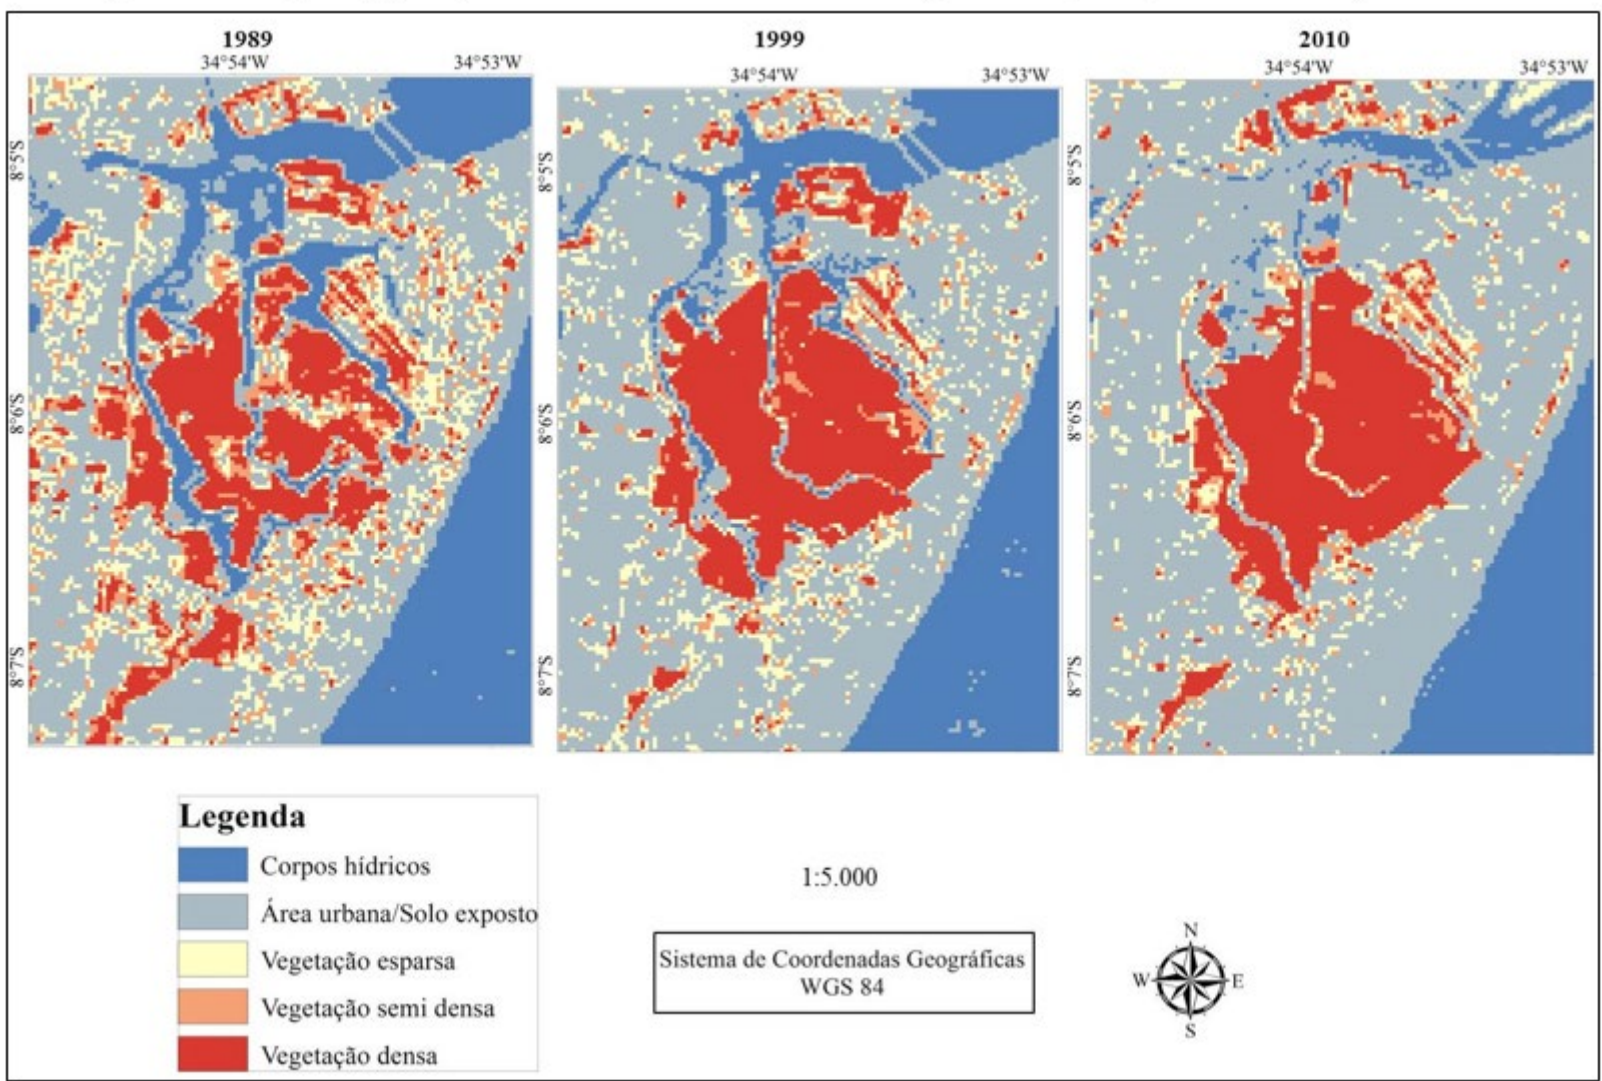 1989
1999
2010
34°54'W
34°53'W
34°54'W
34°53'W
34°54'W
34°53'W
8°5'S
8°5'S
8°5'S
8°6'S
8°6'S
8°6'S
8°7'S
8°7'S
8°7'S
Legenda
Corpos hídricos
Área urbana/Solo exposto
Vegetação esparsa
Vegetação semi densa
Vegetação densa
1:5.000
Sistema de Coordenadas Geográficas
WGS 84
N
W
E
S